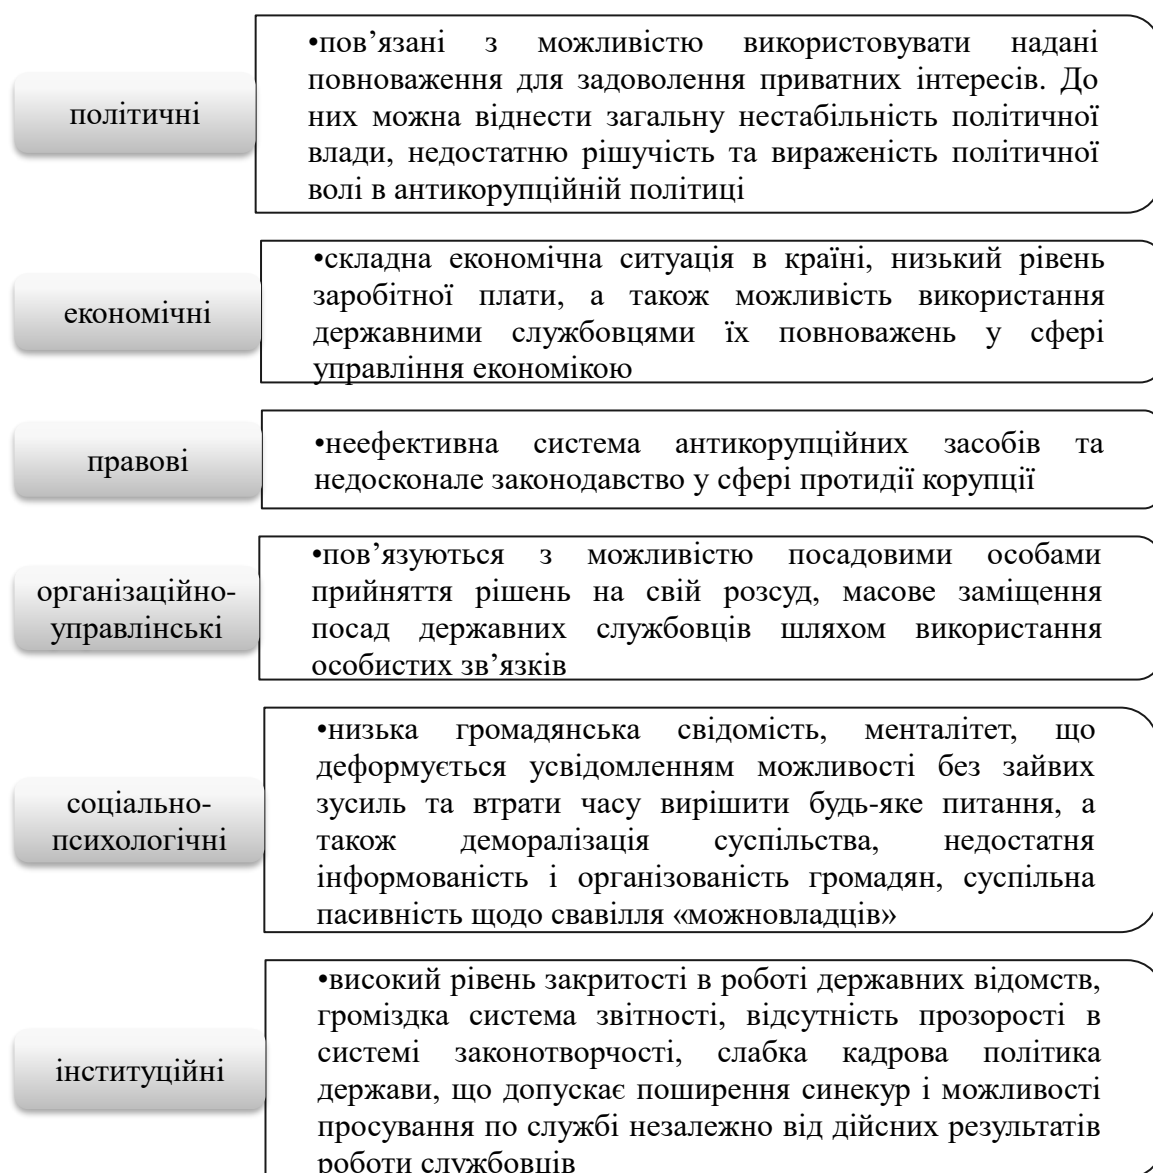 політичні
•пов’язані з можливістю використовувати надані
повноваження для задоволення приватних інтересів. До
них можна віднести загальну нестабільність політичної
влади, недостатню рішучість та вираженість політичної
волі в антикорупційній політиці
економічні
•складна економічна ситуація в країні, низький рівень
заробітної плати, а також можливість використання
державними службовцями їх повноважень у сфері
управління економікою
правові
•неефективна система антикорупційних засобів та
недосконале законодавство у сфері протидії корупції
організаційно-
управлінські
•пов’язуються з можливістю посадовими особами
прийняття рішень на свій розсуд, масове заміщення
посад державних службовців шляхом використання
особистих зв’язків
соціально-
психологічні
•низька громадянська свідомість, менталітет, що
деформується усвідомленням можливості без зайвих
зусиль та втрати часу вирішити будь-яке питання, а
також деморалізація суспільства, недостатня
інформованість і організованість громадян, суспільна
пасивність щодо свавілля «можновладців»
інституційні
•високий рівень закритості в роботі державних відомств,
громіздка система звітності, відсутність прозорості в
системі законотворчості, слабка кадрова політика
держави, що допускає поширення синекур і можливості
просування по службі незалежно від дійсних результатів
роботи службовців